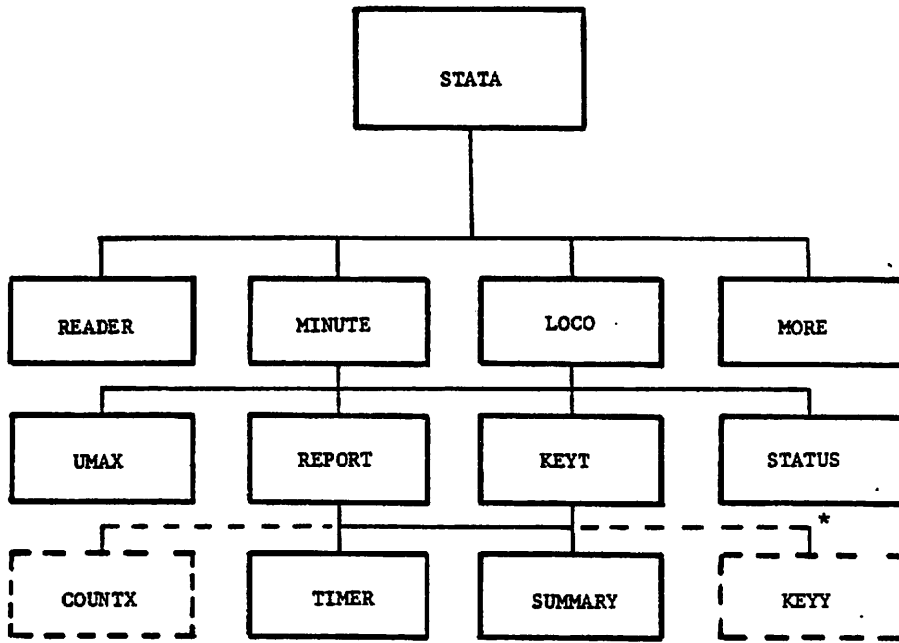 STATA
READER MINUTE LOCO MORE
UMAX REPORT KEYT STATUS
*
COUNTX TIMER SUMMARY KEYY